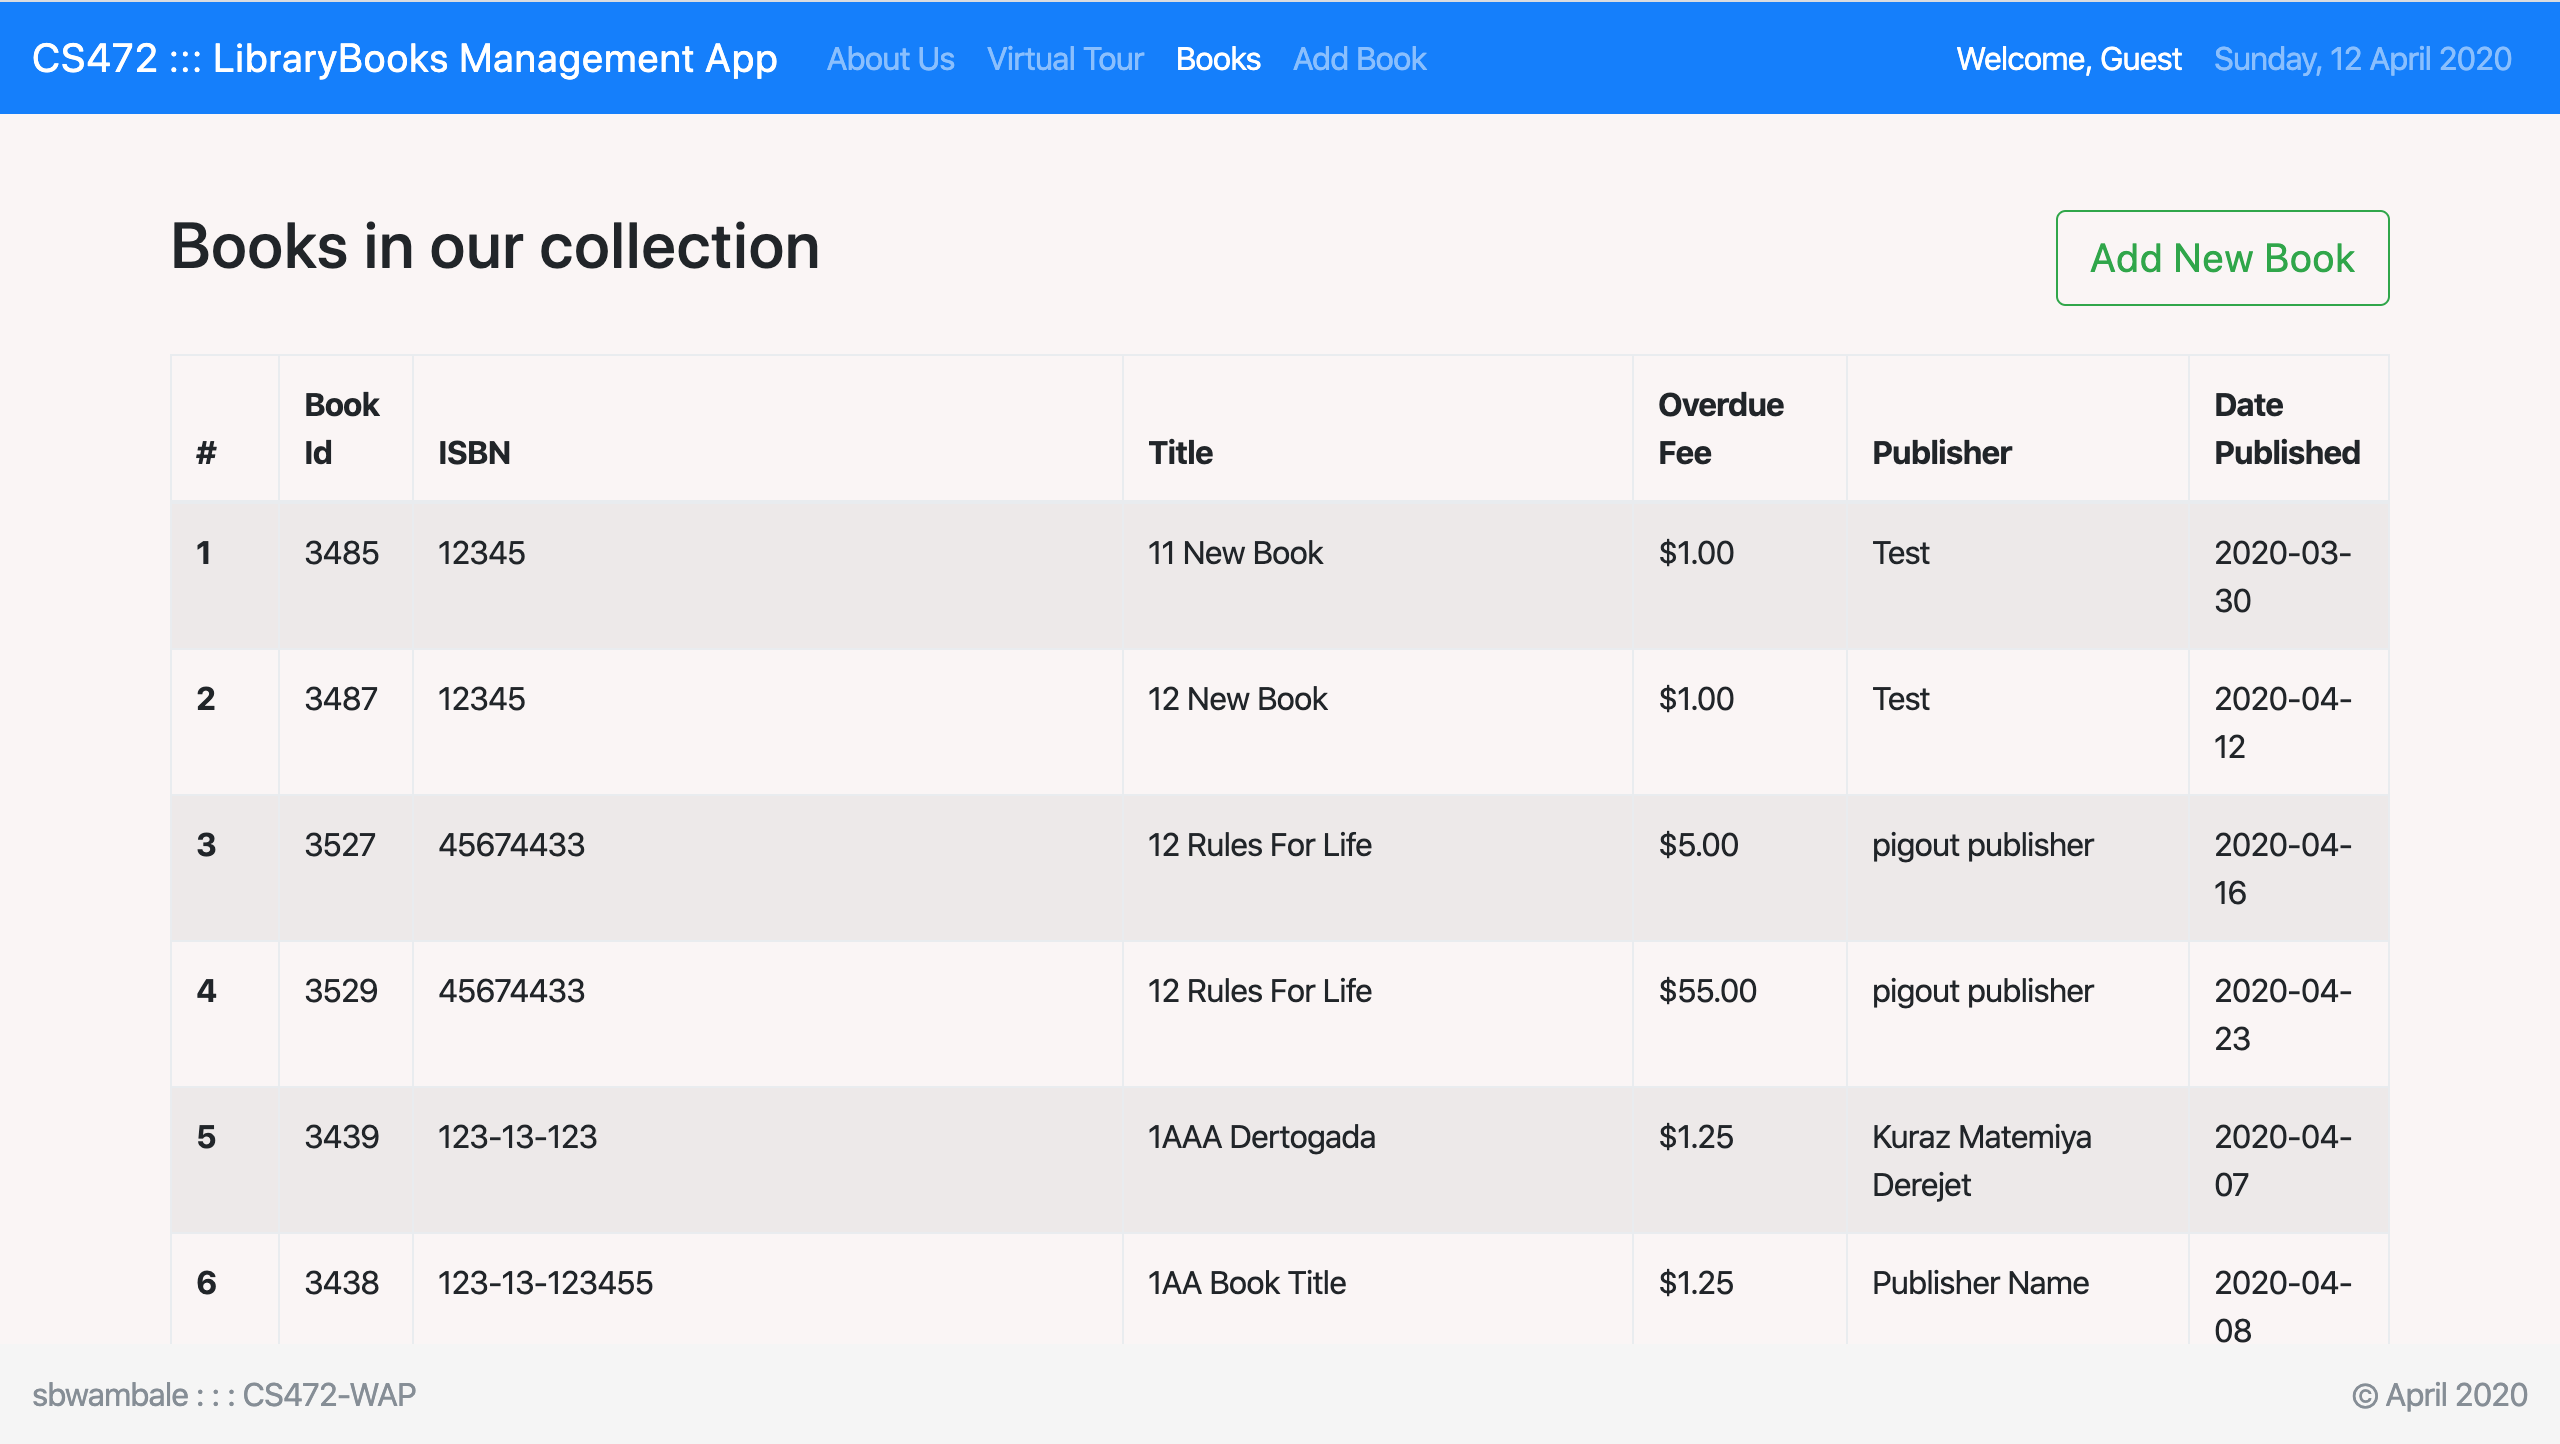 CS472 ::: LibraryBooks Management App About Us Virtual Tour Books Add Book Welcome, Guest Sunday, 12 April 2020
Books in our collection Add New Book
# Book Id ISBN Title Overdue Fee Publisher Date Published
1 3485 12345 11 New Book $1.00 Test 2020-03-30
2 3487 12345 12 New Book $1.00 Test 2020-04-12
3 3527 45674433 12 Rules For Life $5.00 pigout publisher 2020-04-16
4 3529 45674433 12 Rules For Life $55.00 pigout publisher 2020-04-23
5 3439 123-13-123 1AAA Dertogada $1.25 Kuraz Matemiya Derejet 2020-04-07
6 3438 123-13-123455 1AA Book Title $1.25 Publisher Name 2020-04-08
sbwambale : : : CS472-WAP © April 2020